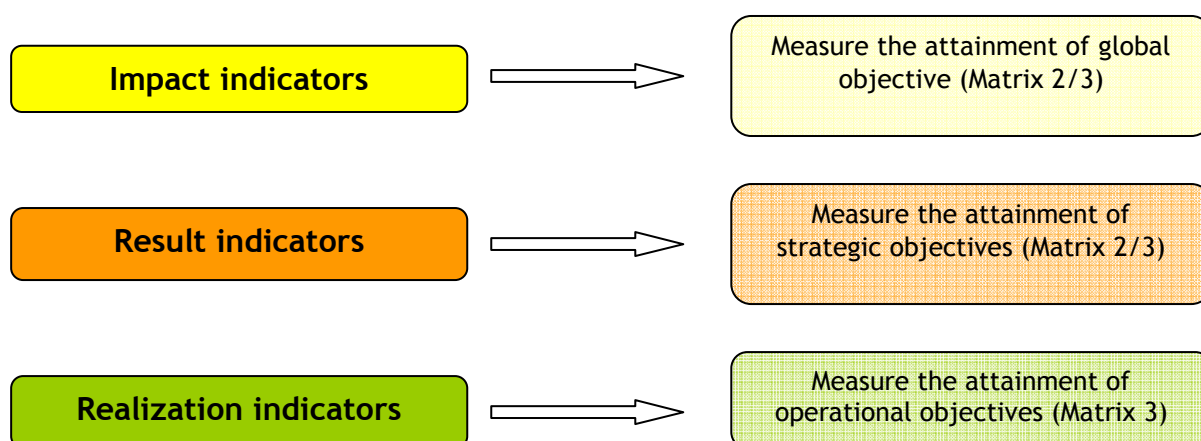 Impact indicators
Measure the attainment of global
objective (Matrix 2/3)
Result indicators
Measure the attainment of
strategic objectives (Matrix 2/3)
Realization indicators
Measure the attainment of
operational objectives (Matrix 3)